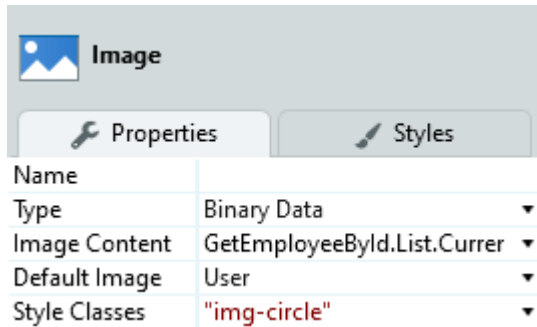 Image
Properties Styles
Name
Type Binary Data
Image Content GetEmployeeById.List.Currer
Default Image User
Style Classes "img-circle"